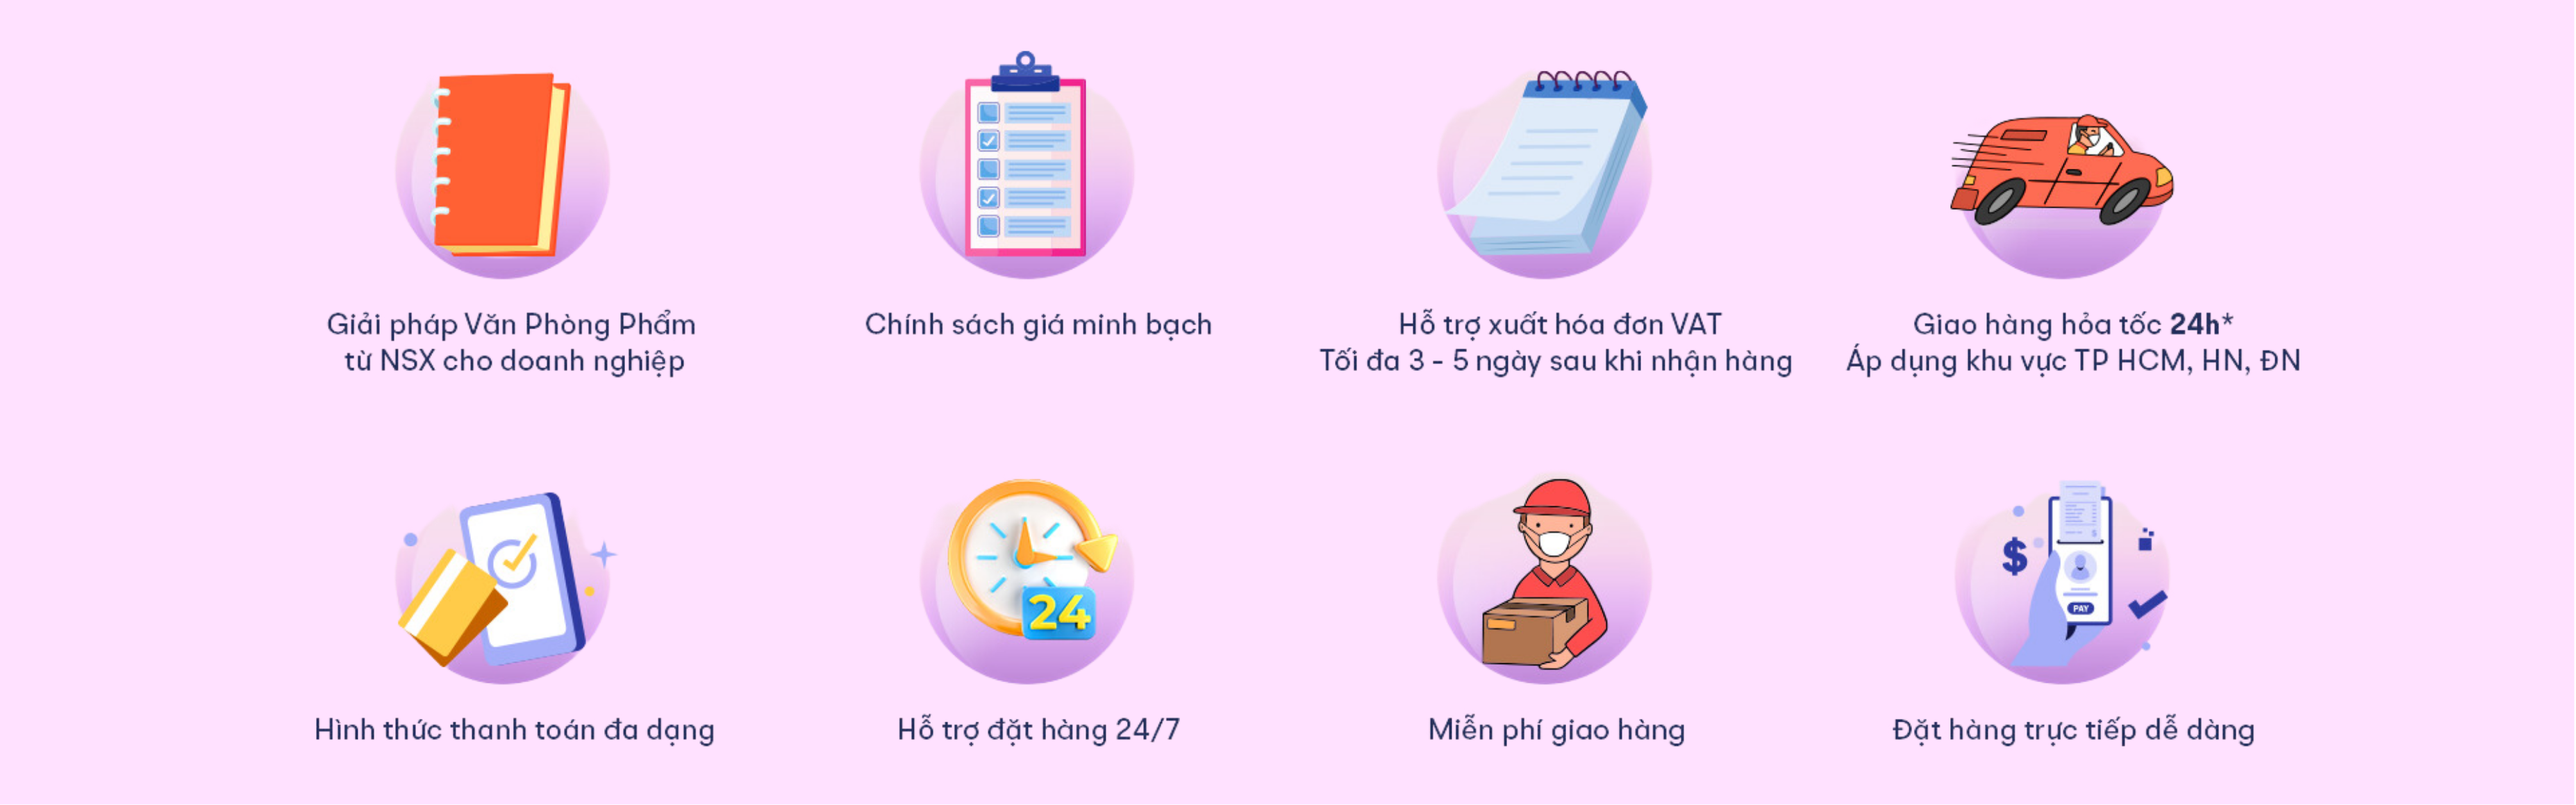 Giải pháp Văn Phòng Phẩm
từ NSX cho doanh nghiệp
Chính sách giá minh bạch
Hỗ trợ xuất hóa đơn VAT
Tối đa 3 - 5 ngày sau khi nhận hàng
Giao hàng hỏa tốc 24h*
Áp dụng khu vực TP HCM, HN, ĐN
Hình thức thanh toán đa dạng
24
Hỗ trợ đặt hàng 24/7
Miễn phí giao hàng
$
$
PAY
Đặt hàng trực tiếp dễ dàng